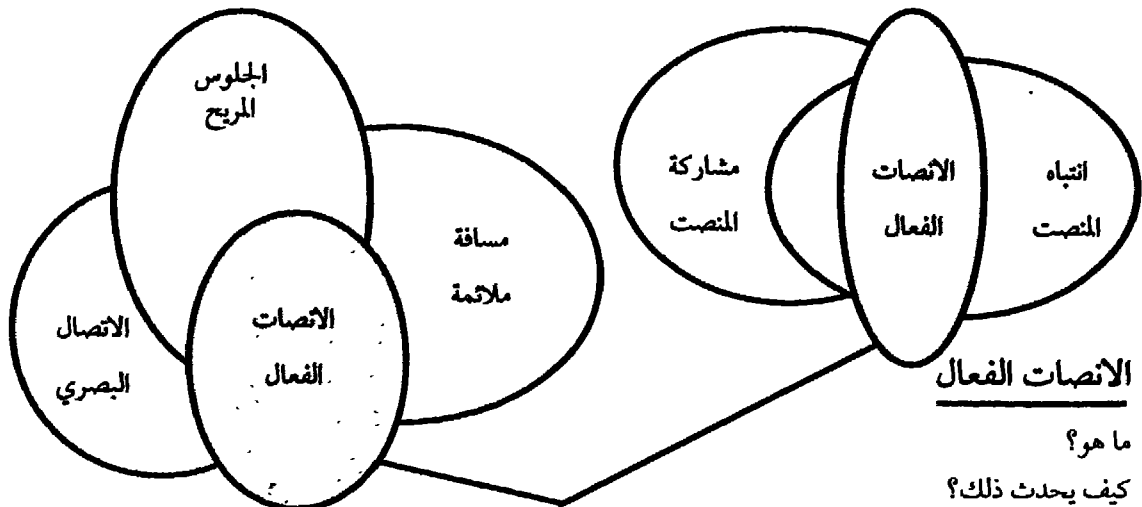 انتباه
المنصت
الانصات
الفعال
مشاركة
المنصت
الجلوس
المريح
مسافة
ملائمة
الانصات
الفعال
الاتصال
البصري
الانصات الفعال
ما هو؟
كيف يحدث ذلك؟